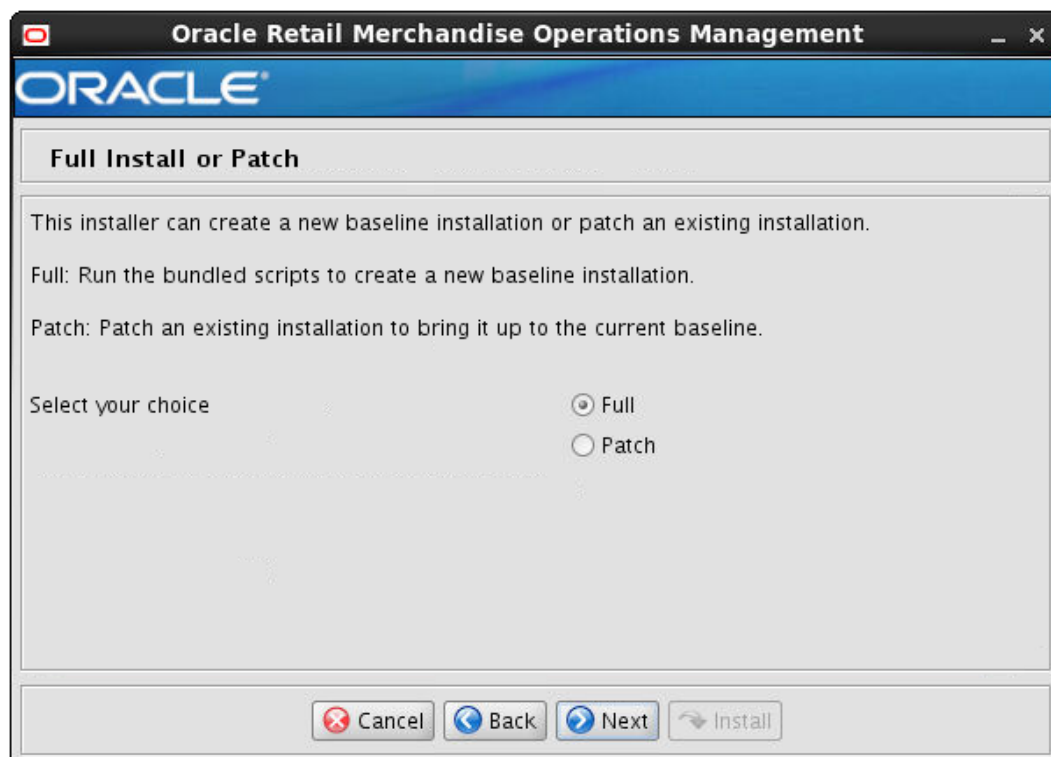 Oracle Retail Merchandise Operations Management
ORACLE®
Full Install or Patch
This installer can create a new baseline installation or patch an existing installation.
Full: Run the bundled scripts to create a new baseline installation.
Patch: Patch an existing installation to bring it up to the current baseline.
Select your choice
Full
Patch
Cancel Back Next Install